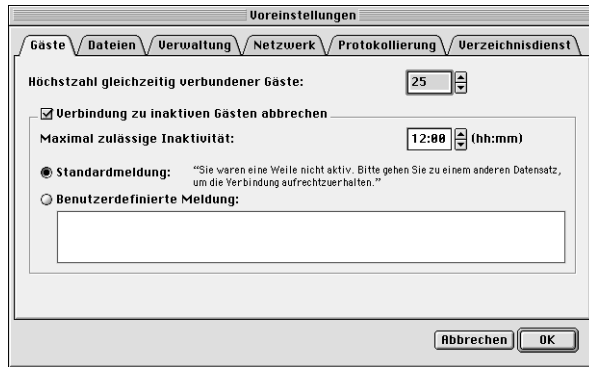 Voreinstellungen
Gäste Dateien Verwaltung Netzwerk Protokollierung Verzeichnisdienst
Höchstzahl gleichzeitig verbundener Gäste: 25
Verbindung zu inaktiven Gästen abbrechen
Maximal zulässige Inaktivität: 12:00 (hh:mm)
Standardmeldung: “Sie waren eine Weile nicht aktiv. Bitte gehen Sie zu einem anderen Datensatz,
um die Verbindung aufrechtzuerhalten.”
Benutzerdefinierte Meldung:
Abbrechen OK